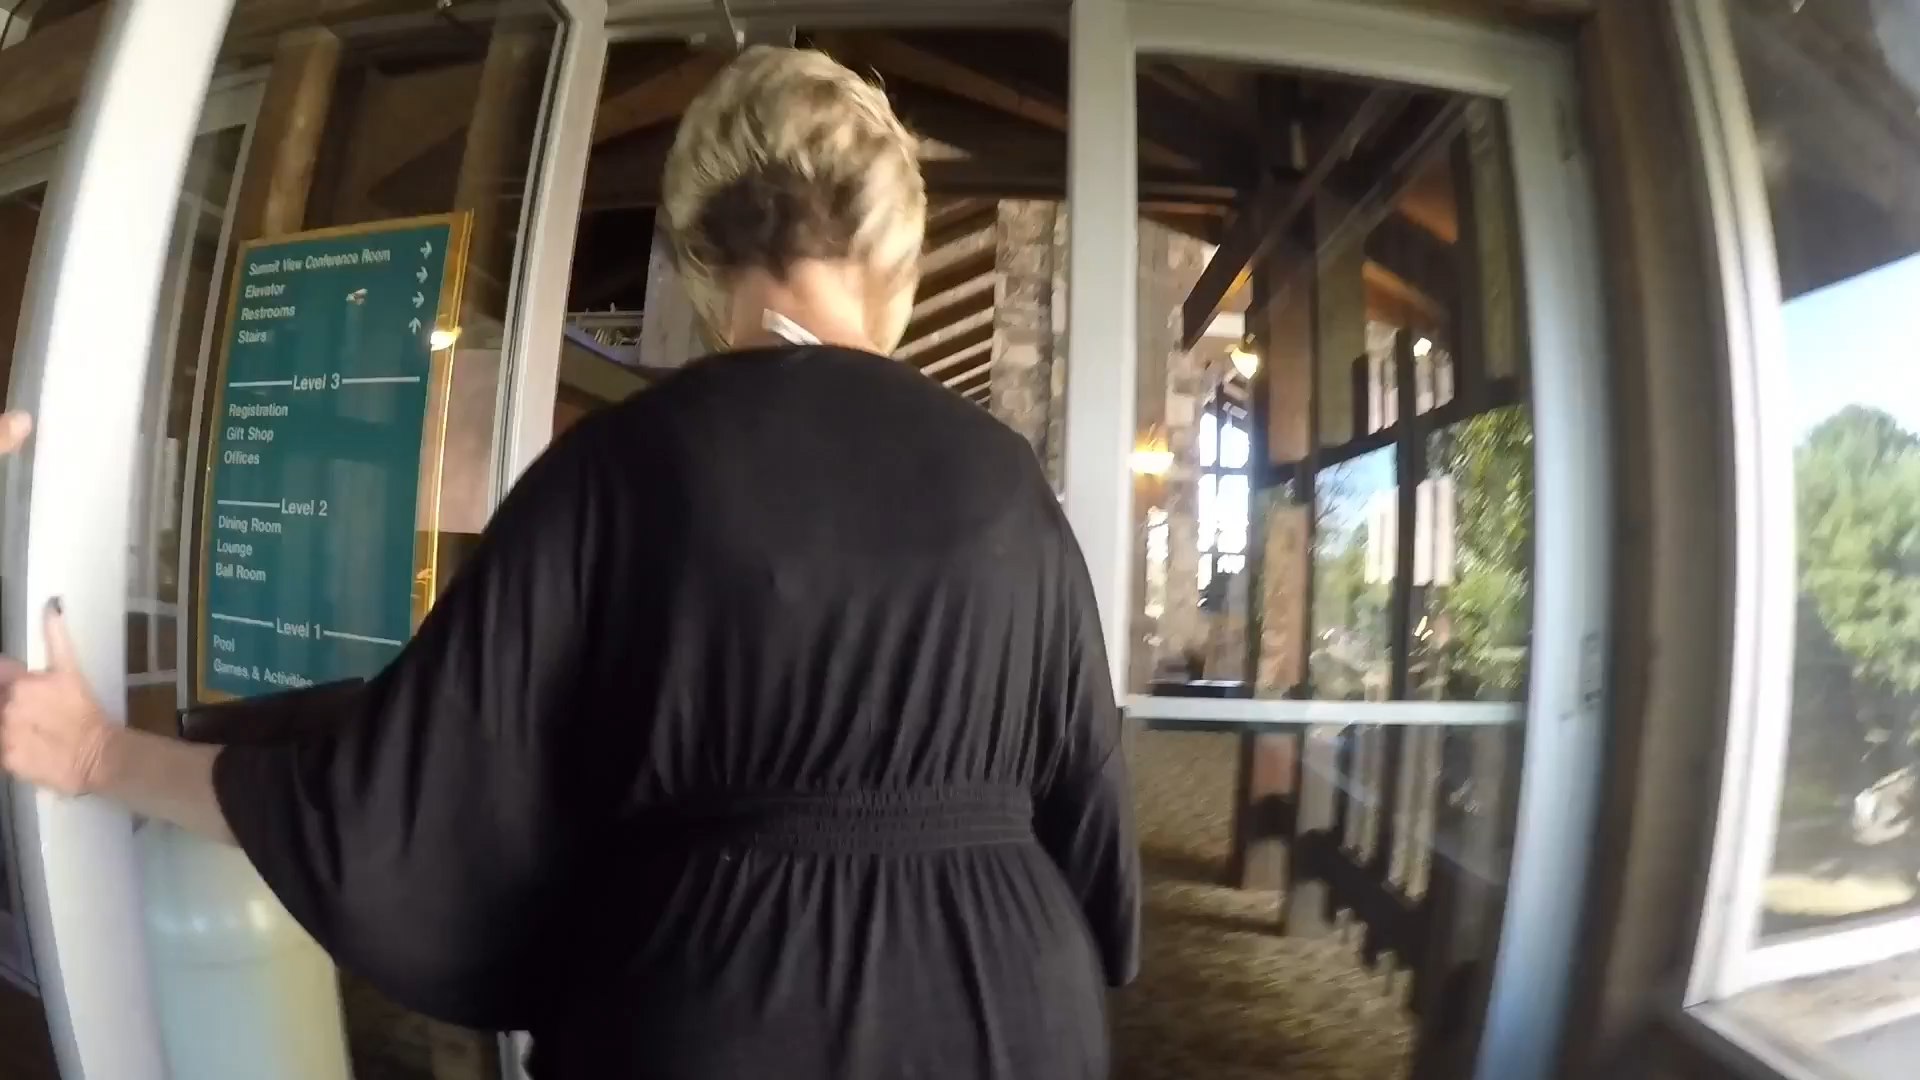 Summit View Conference Room →
Elevator →
Restrooms →
Stairs ↑
Level 3
Registration
Gift Shop
Offices
Level 2
Dining Room
Lounge
Ball Room
Level 1
Pool
Games & Activities